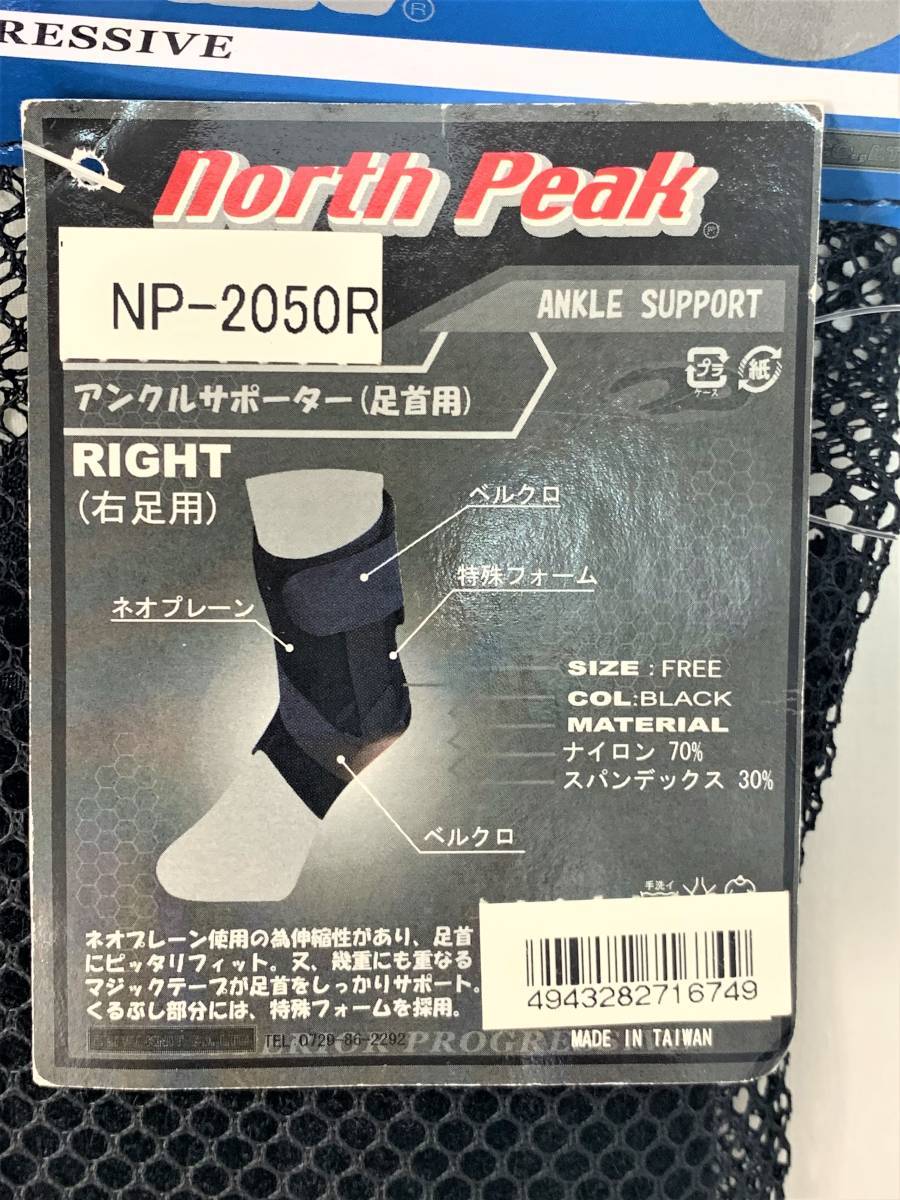 RESSIVE
north Peak
NP-2050R
ANKLE SUPPORT
プラ
ケース
紙
アンクルサポーター(足首用)
RIGHT
(右足用)
ベルクロ
特殊フォーム
ネオプレーン
SIZE : FREE
COL:BLACK
MATERIAL
ナイロン 70%
スパンデックス 30%
ベルクロ
手洗イ
ネオプレーン使用の為伸縮性があり、足首
にピッタリフィット。又、幾重にも重なる
マジックテープが足首をしっかりサポート。
くるぶし部分には、特殊フォームを採用。
4943282716749
TEL:0729-86-2292
MADE IN TAIWAN